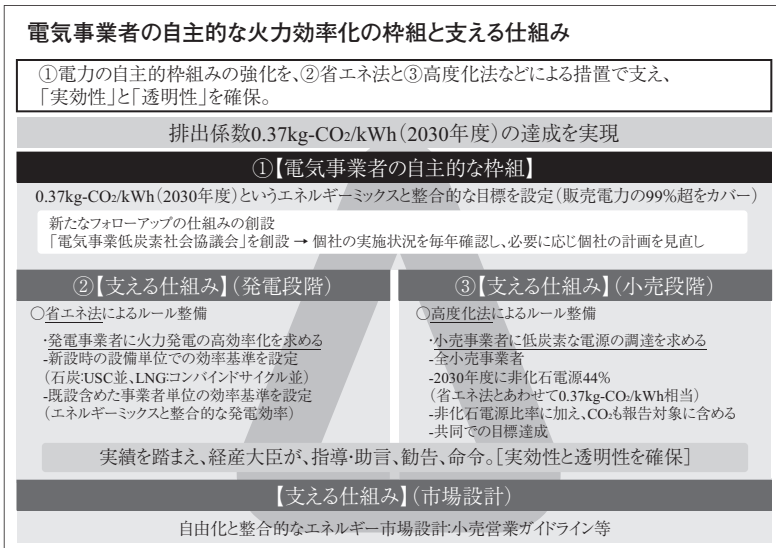 電気事業者の自主的な火力効率化の枠組と支える仕組み
①電力の自主的枠組みの強化を、②省エネ法と③高度化法などによる措置で支え、
「実効性」と「透明性」を確保。
排出係数0.37kg-CO₂/kWh（2030年度）の達成を実現
①【電気事業者の自主的な枠組】
0.37kg-CO₂/kWh（2030年度）というエネルギーミックスと整合的な目標を設定（販売電力の99%超をカバー）
新たなフォローアップの仕組みの創設
「電気事業低炭素社会協議会」を創設 → 個社の実施状況を毎年確認し、必要に応じ個社の計画を見直し
②【支える仕組み】（発電段階）
〇省エネ法によるルール整備
・発電事業者に火力発電の高効率化を求める
-新設時の設備単位での効率基準を設定
（石炭:USC並、LNG:コンバインドサイクル並）
-既設含めた事業者単位の効率基準を設定
（エネルギーミックスと整合的な発電効率）
③【支える仕組み】（小売段階）
〇高度化法によるルール整備
・小売事業者に低炭素な電源の調達を求める
-全小売事業者
-2030年度に非化石電源44%
（省エネ法とあわせて0.37kg-CO₂/kWh相当）
-非化石電源比率に加え、CO₂も報告対象に含める
-共同での目標達成
実績を踏まえ、経産大臣が、指導・助言、勧告、命令。［実効性と透明性を確保］
【支える仕組み】（市場設計）
自由化と整合的なエネルギー市場設計:小売営業ガイドライン等